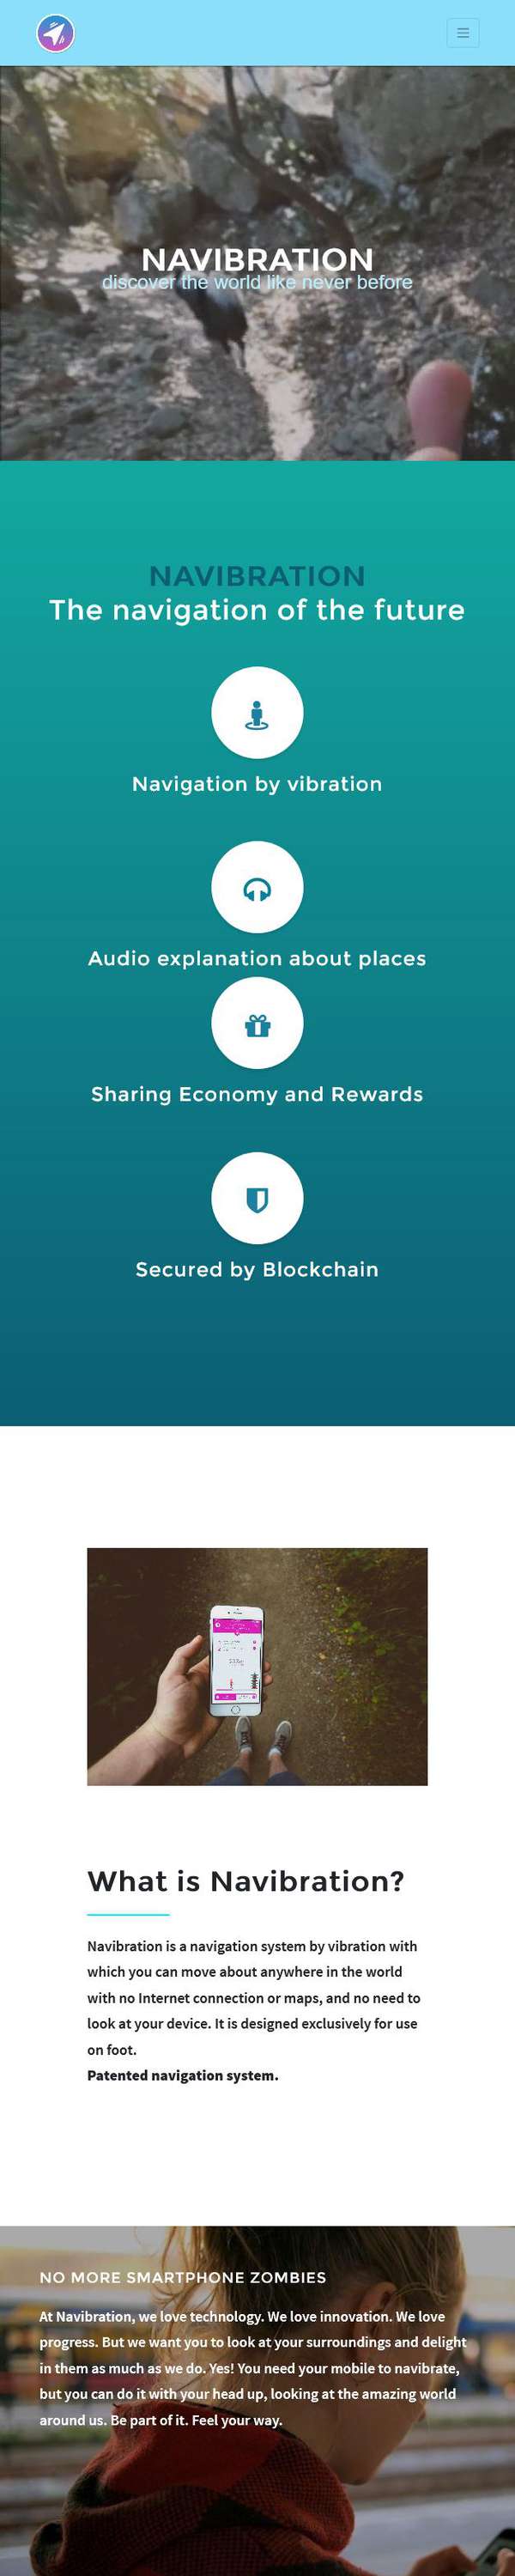 NAVIBRATION
discover the world like never before
NAVIBRATION
The navigation of the future
Navigation by vibration
Audio explanation about places
Sharing Economy and Rewards
Secured by Blockchain
What is Navibration?
Navibration is a navigation system by vibration with
which you can move about anywhere in the world
with no Internet connection or maps, and no need to
look at your device. It is designed exclusively for use
on foot.
Patented navigation system.
NO MORE SMARTPHONE ZOMBIES
At Navibration, we love technology. We love innovation. We love
progress. But we want you to look at your surroundings and delight
in them as much as we do. Yes! You need your mobile to navibrate,
but you can do it with your head up, looking at the amazing world
around us. Be part of it. Feel your way.